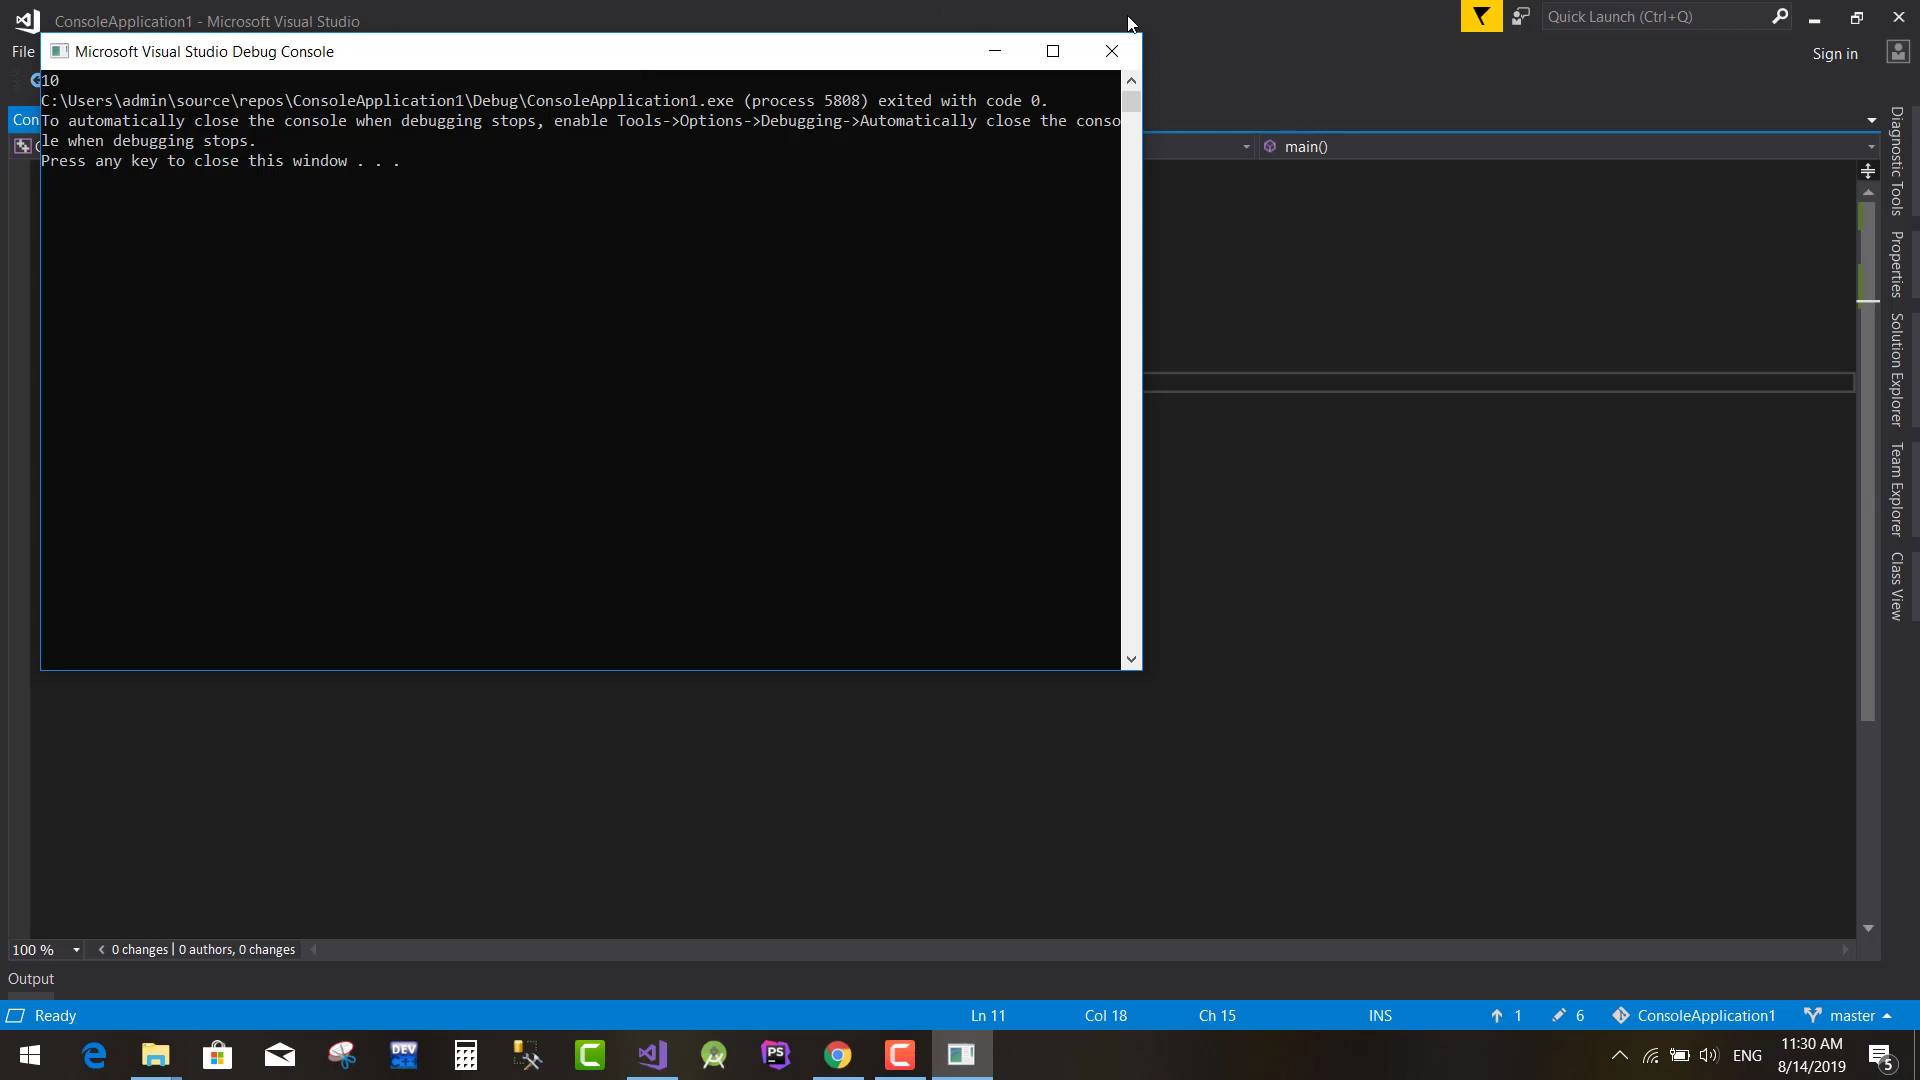 ConsoleApplication1 - Microsoft Visual Studio
Quick Launch (Ctrl+Q)
File
Sign in
Microsoft Visual Studio Debug Console
10
C:\Users\admin\source\repos\ConsoleApplication1\Debug\ConsoleApplication1.exe (process 5808) exited with code 0.
To automatically close the console when debugging stops, enable Tools->Options->Debugging->Automatically close the conso
le when debugging stops.
Press any key to close this window . . .
Con
main()
Diagnostic Tools
Properties
Solution Explorer
Team Explorer
Class View
100 %
0 changes | 0 authors, 0 changes
Output
Ready
Ln 11
Col 18
Ch 15
INS
1
6
ConsoleApplication1
master
DEV
PS
ENG
11:30 AM
8/14/2019
5